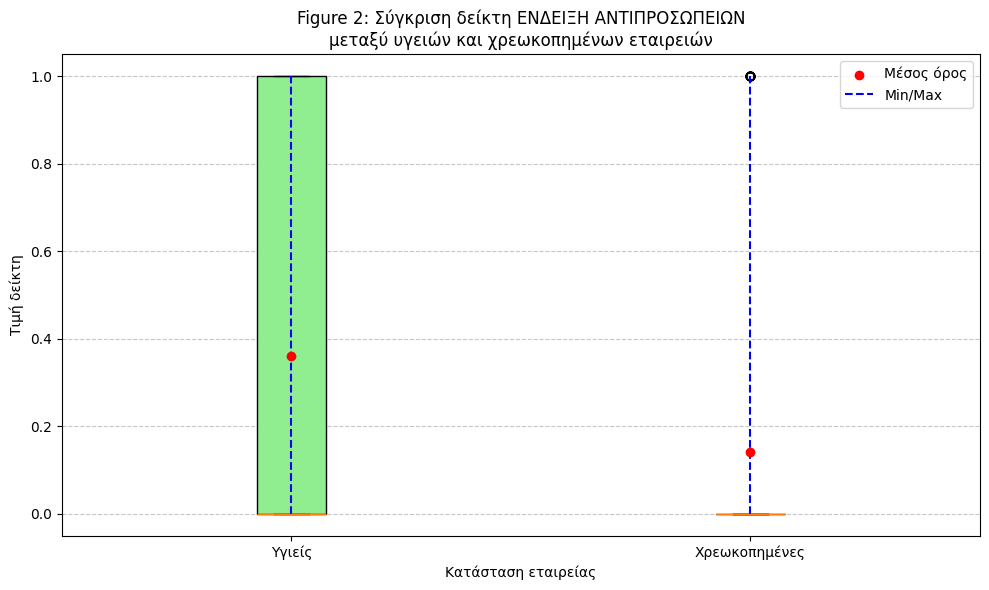 Figure 2: Σύγκριση δείκτη ΕΝΔΕΙΞΗ ΑΝΤΙΠΡΟΣΩΠΕΙΩΝ
μεταξύ υγειών και χρεωκοπημένων εταιρειών
Μέσος όρος
Min/Max
Τιμή δείκτη
1.0
0.8
0.6
0.4
0.2
0.0
Υγιείς
Χρεωκοπημένες
Κατάσταση εταιρείας